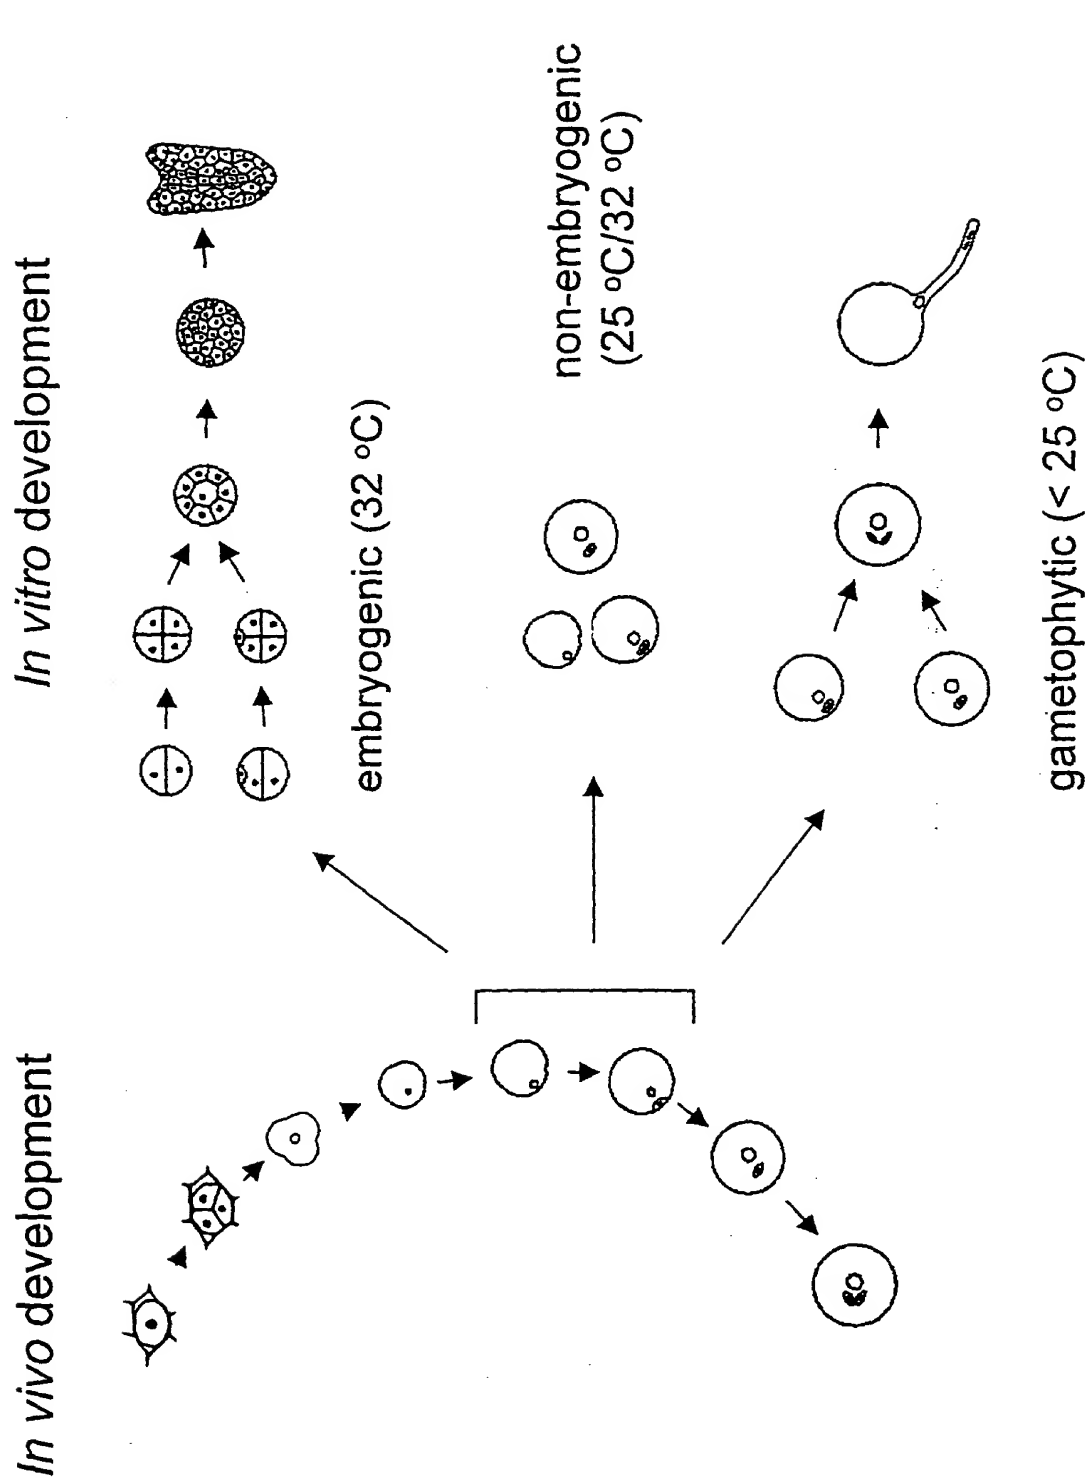 In vivo development
In vitro development
embryogenic (32 ºC)
non-embryogenic
(25 ºC/32 ºC)
gametophytic (< 25 ºC)